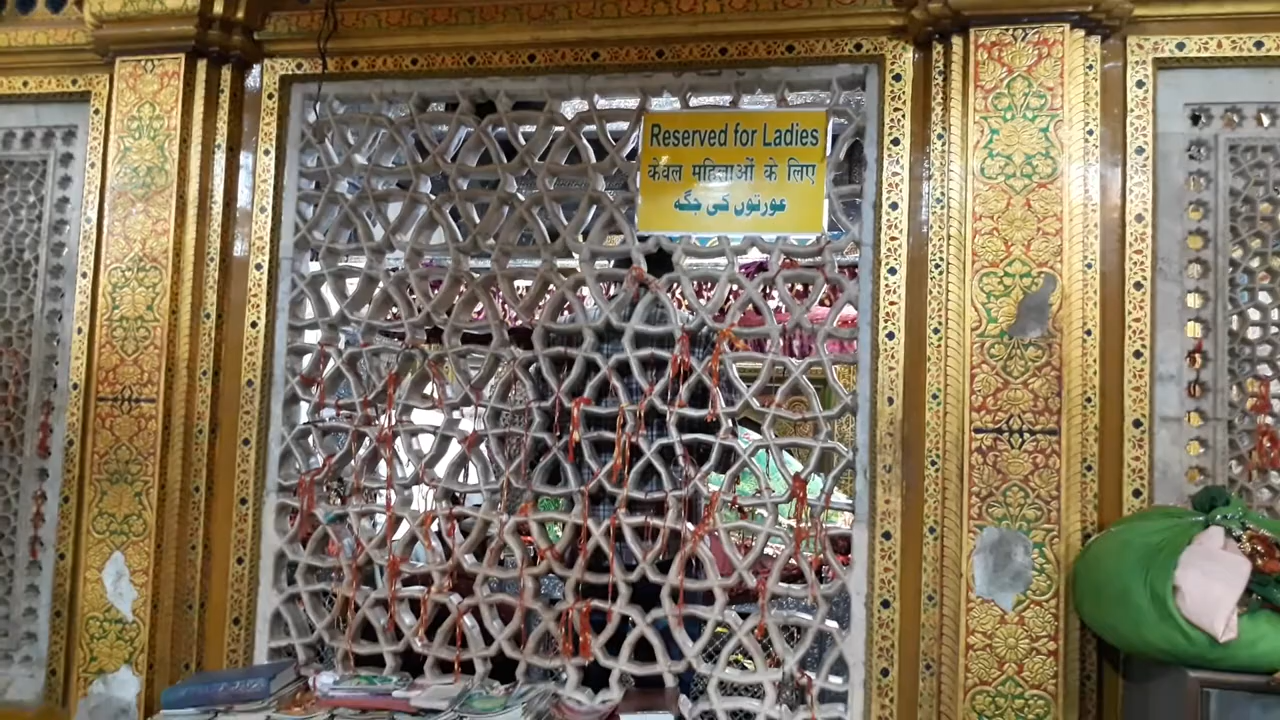 Reserved for Ladies
केवल महिलाओं के लिए
عورتوں کی جگہ